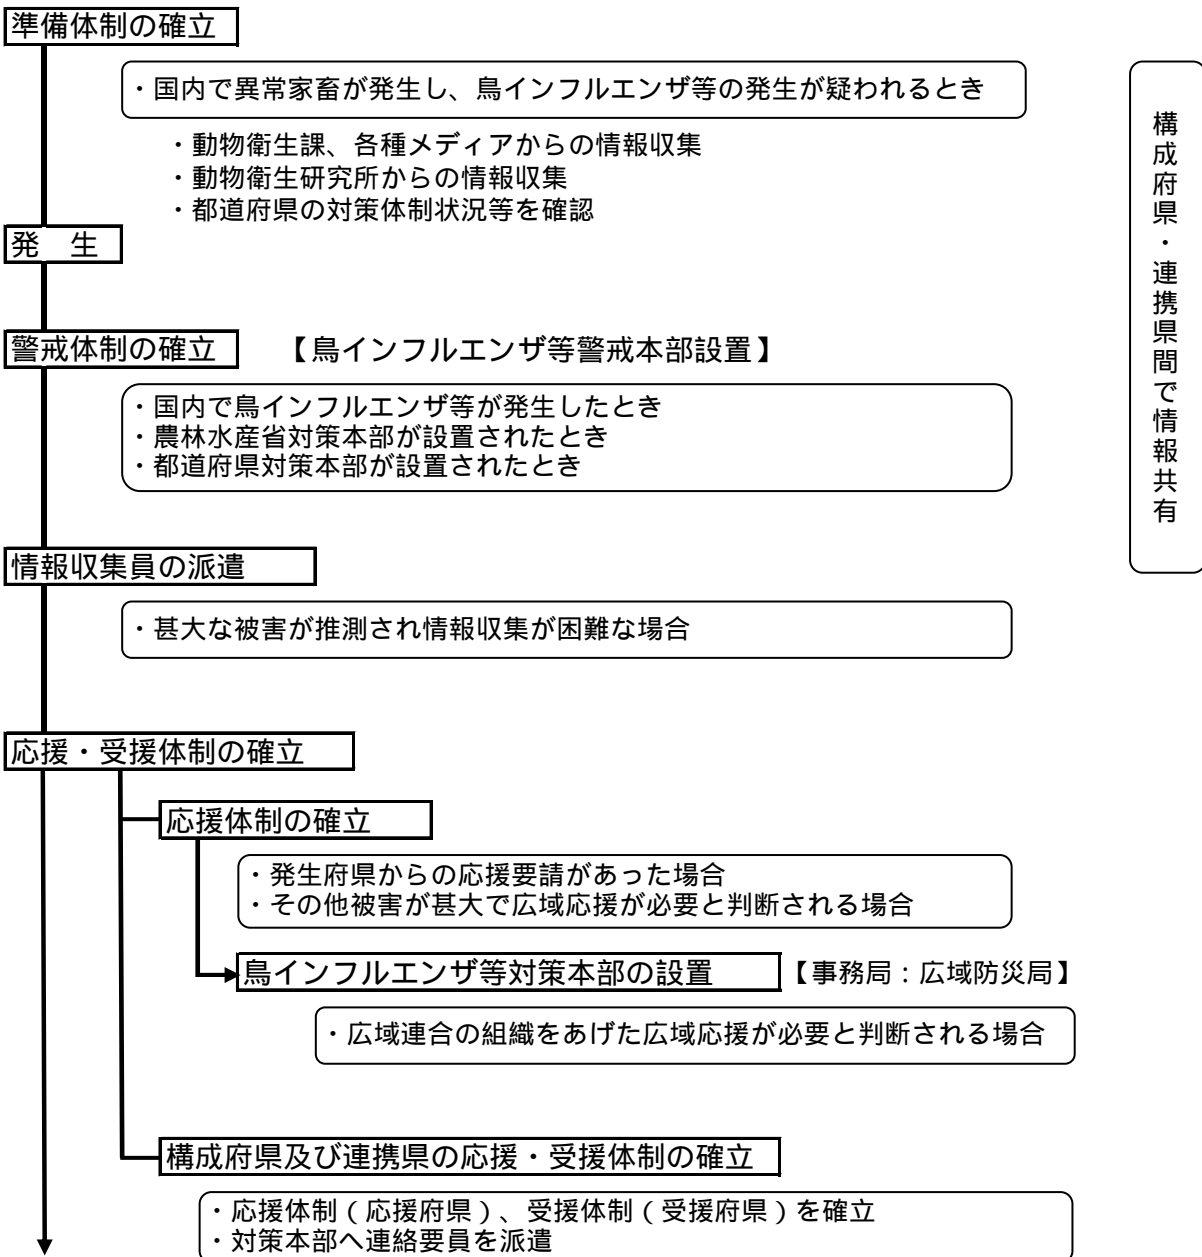 準備体制の確立
・国内で異常家畜が発生し、鳥インフルエンザ等の発生が疑われるとき
・動物衛生課、各種メディアからの情報収集
・動物衛生研究所からの情報収集
・都道府県の対策体制状況等を確認
発　生
警戒体制の確立　【鳥インフルエンザ等警戒本部設置】
・国内で鳥インフルエンザ等が発生したとき
・農林水産省対策本部が設置されたとき
・都道府県対策本部が設置されたとき
情報収集員の派遣
・甚大な被害が推測され情報収集が困難な場合
応援・受援体制の確立
応援体制の確立
・発生府県からの応援要請があった場合
・その他被害が甚大で広域応援が必要と判断される場合
鳥インフルエンザ等対策本部の設置　【事務局：広域防災局】
・広域連合の組織をあげた広域応援が必要と判断される場合
構成府県及び連携県の応援・受援体制の確立
・応援体制（応援府県）、受援体制（受援府県）を確立
・対策本部へ連絡要員を派遣
構成府県・連携県間で情報共有